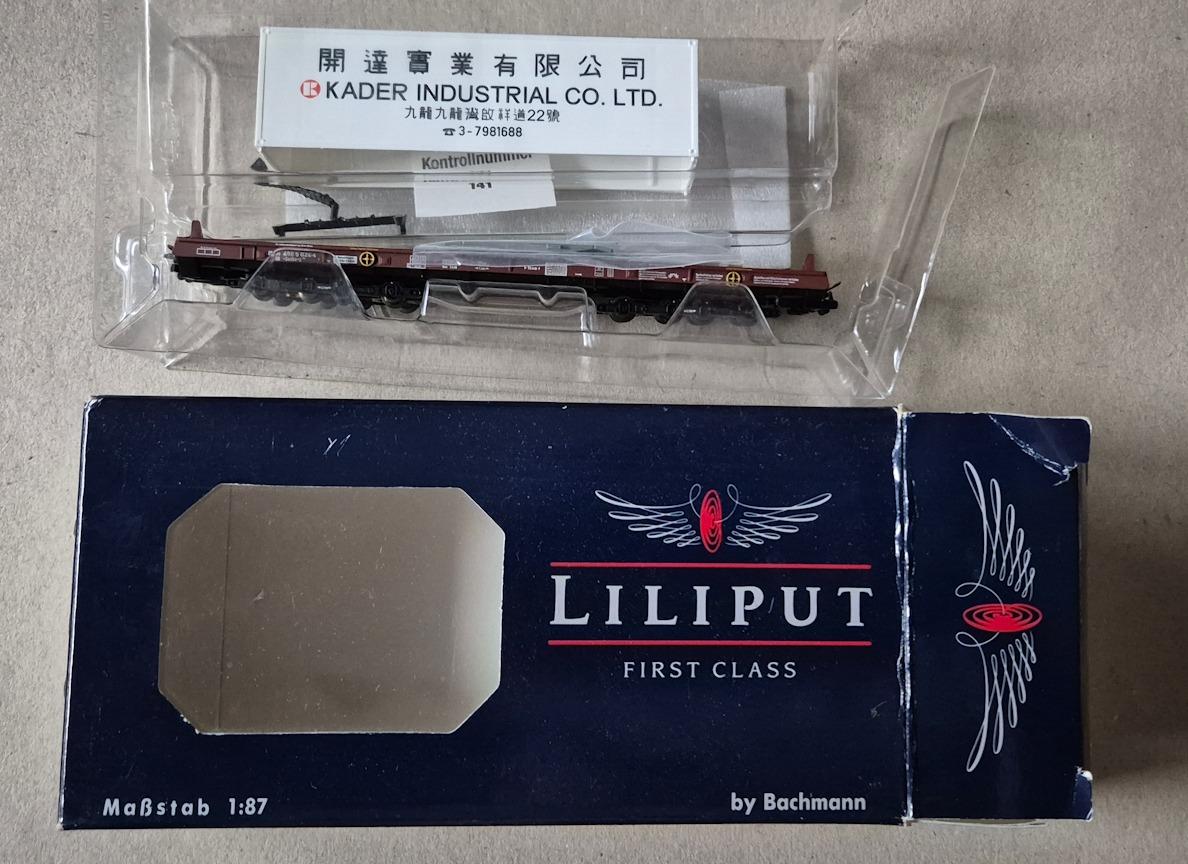 開達實業有限公司
KADER INDUSTRIAL CO. LTD.
九龍九龍灣啟祥道22號
☎3-7981688
Kontrollnummer
141
LILIPUT
FIRST CLASS
Maßstab 1:87
by Bachmann